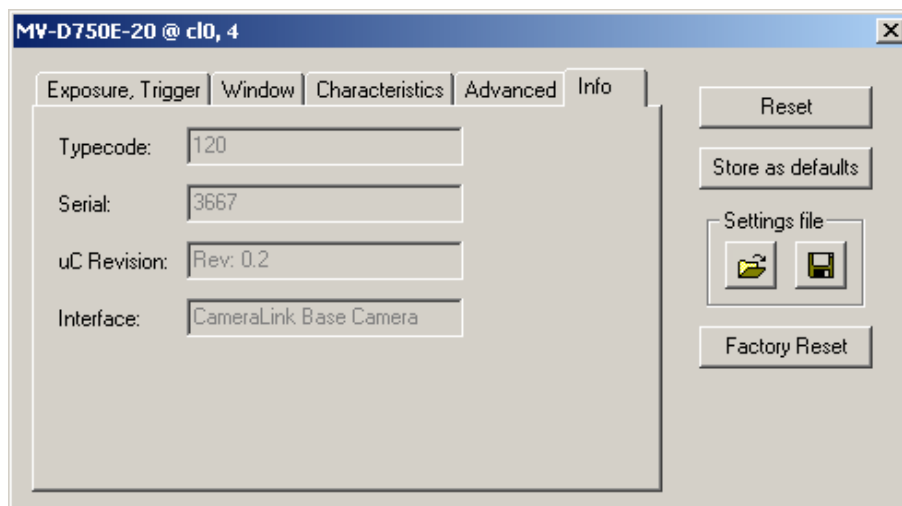 MV-D750E-20 @ cl0, 4
Exposure, Trigger Window Characteristics Advanced Info
Typecode: 120
Serial: 3667
uC Revision: Rev: 0.2
Interface: CameraLink Base Camera
Reset
Store as defaults
Settings file
Factory Reset